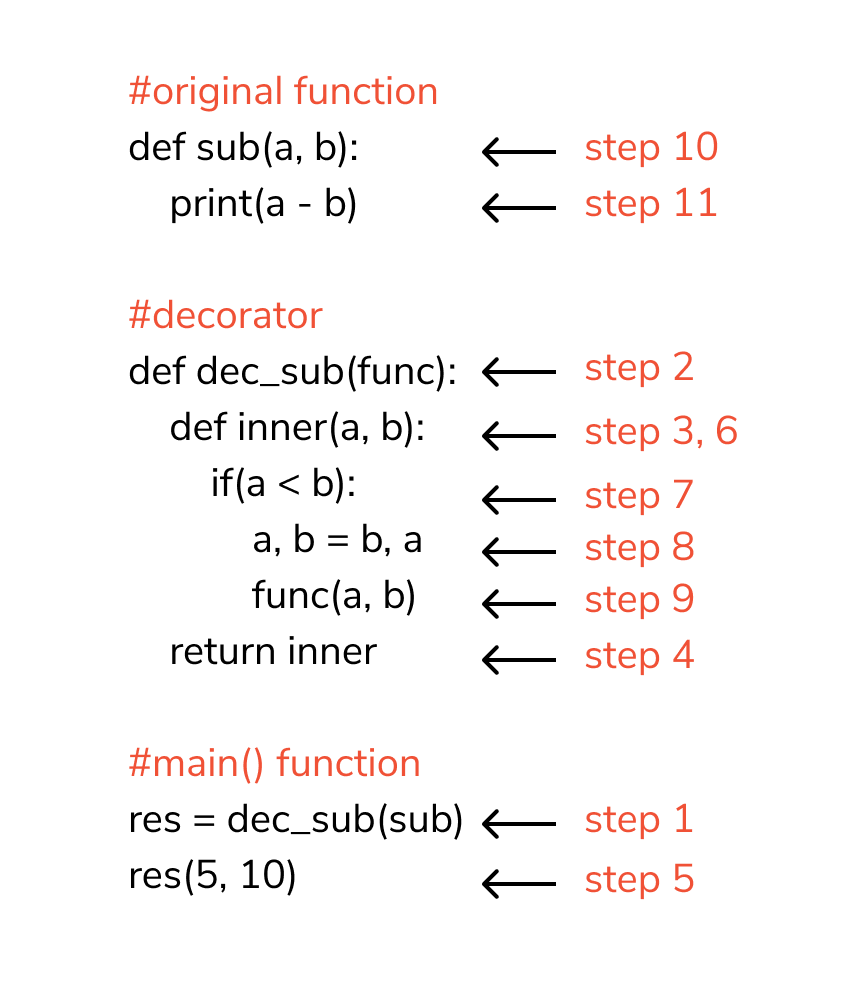 #original function
def sub(a, b): step 10
print(a - b) step 11
#decorator
def dec_sub(func): step 2
def inner(a, b): step 3, 6
if(a < b): step 7
a, b = b, a step 8
func(a, b) step 9
return inner step 4
#main() function
res = dec_sub(sub) step 1
res(5, 10) step 5